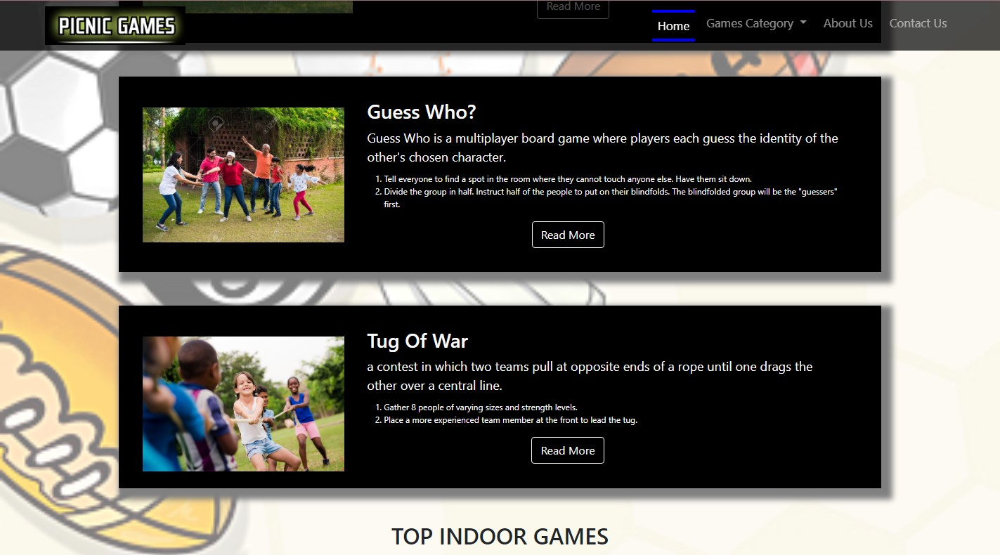 Read More
PICNIC GAMES
Home
Games Category
About Us
Contact Us
Guess Who?
Guess Who is a multiplayer board game where players each guess the identity of the
other's chosen character.
1. Tell everyone to find a spot in the room where they cannot touch anyone else. Have them sit down.
2. Divide the group in half. Instruct half of the people to put on their blindfolds. The blindfolded group will be the "guessers"
first.
Read More
Tug Of War
a contest in which two teams pull at opposite ends of a rope until one drags the
other over a central line.
1. Gather 8 people of varying sizes and strength levels.
2. Place a more experienced team member at the front to lead the tug.
Read More
TOP INDOOR GAMES